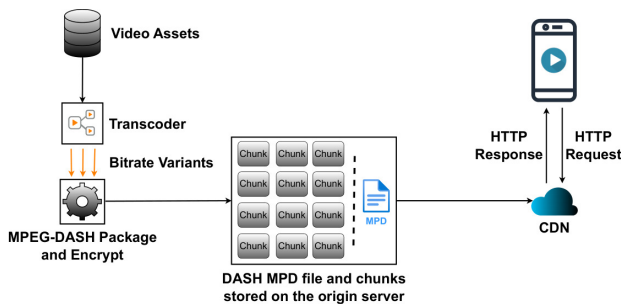 Video Assets
Transcoder
Bitrate Variants
MPEG-DASH Package
and Encrypt
Chunk Chunk Chunk
Chunk Chunk Chunk
Chunk Chunk Chunk
Chunk Chunk Chunk
MPD
DASH MPD file and chunks
stored on the origin server
HTTP
Response
HTTP
Request
CDN